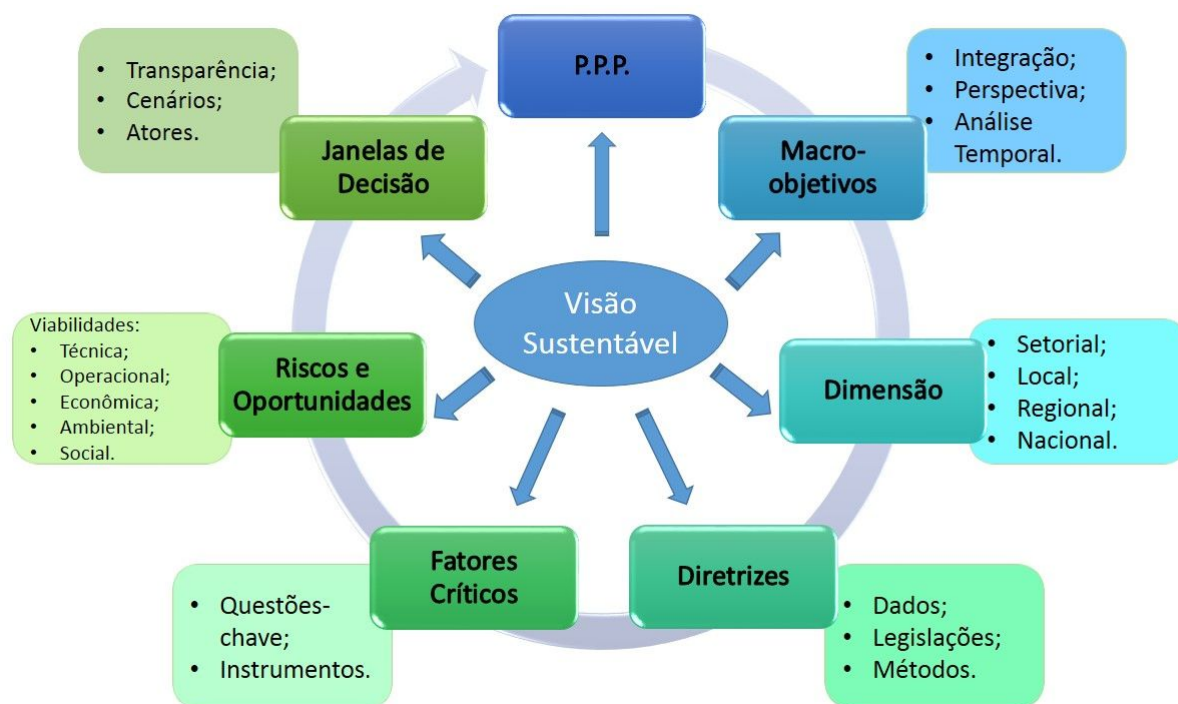 P.P.P.
• Integração;
• Perspectiva;
• Análise
Temporal.
Macro-
objetivos
• Setorial;
• Local;
• Regional;
• Nacional.
Dimensão
• Dados;
• Legislações;
• Métodos.
Diretrizes
• Questões-
chave;
• Instrumentos.
Fatores
Críticos
Viabilidades:
• Técnica;
• Operacional;
• Econômica;
• Ambiental;
• Social.
Riscos e
Oportunidades
• Transparência;
• Cenários;
• Atores.
Janelas de
Decisão
Visão
Sustentável